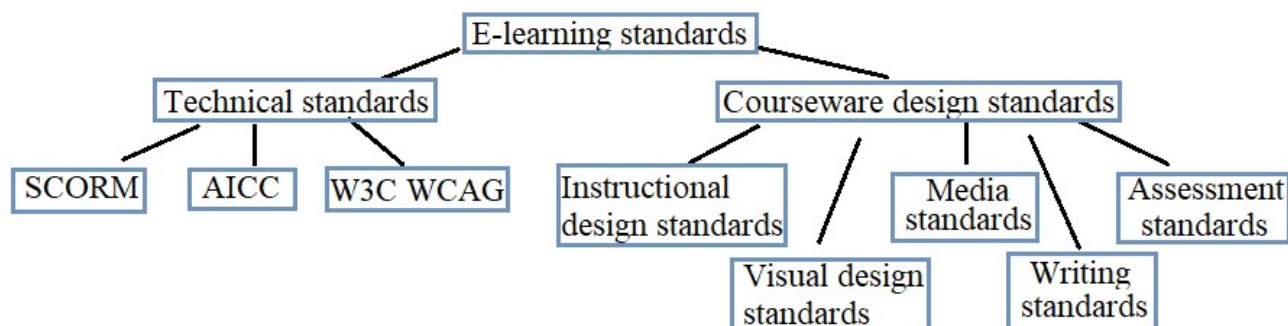 E-learning standards
Technical standards
Courseware design standards
SCORM
AICC
W3C WCAG
Instructional
design standards
Visual design
standards
Media
standards
Writing
standards
Assessment
standards